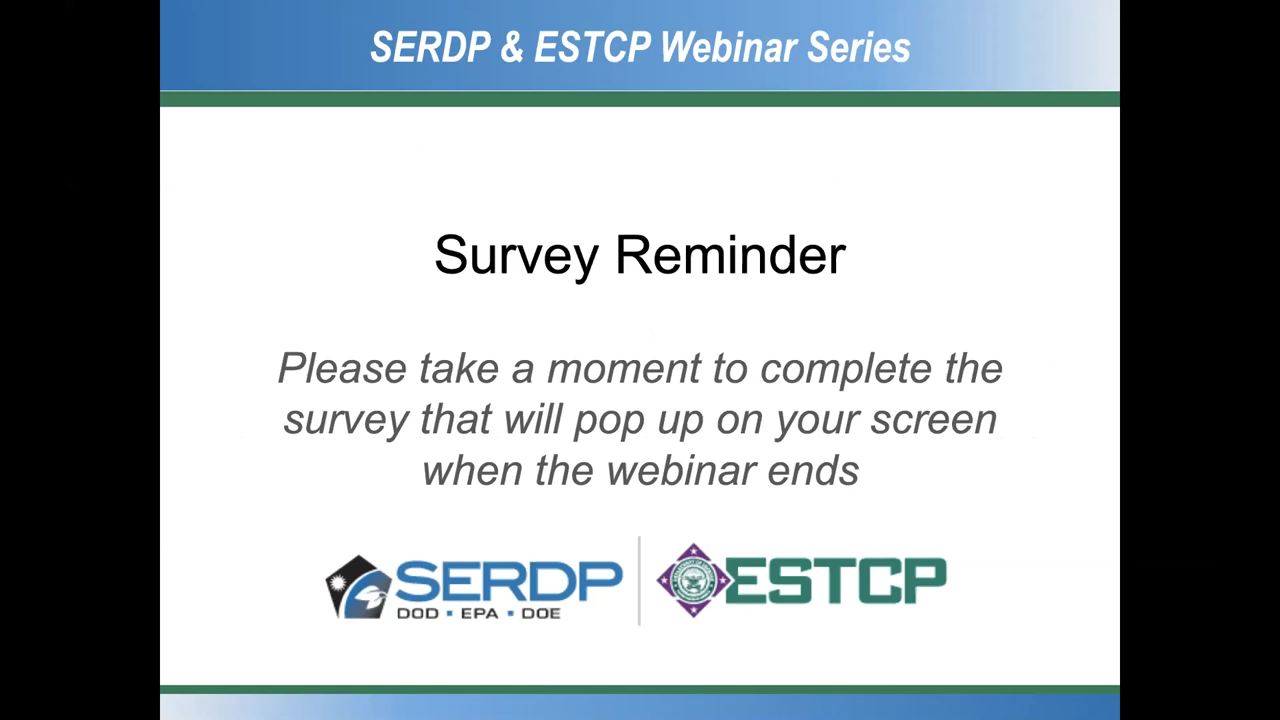 SERDP & ESTCP Webinar Series
Survey Reminder
Please take a moment to complete the
survey that will pop up on your screen
when the webinar ends
SERDP
DOD • EPA • DOE
ESTCP